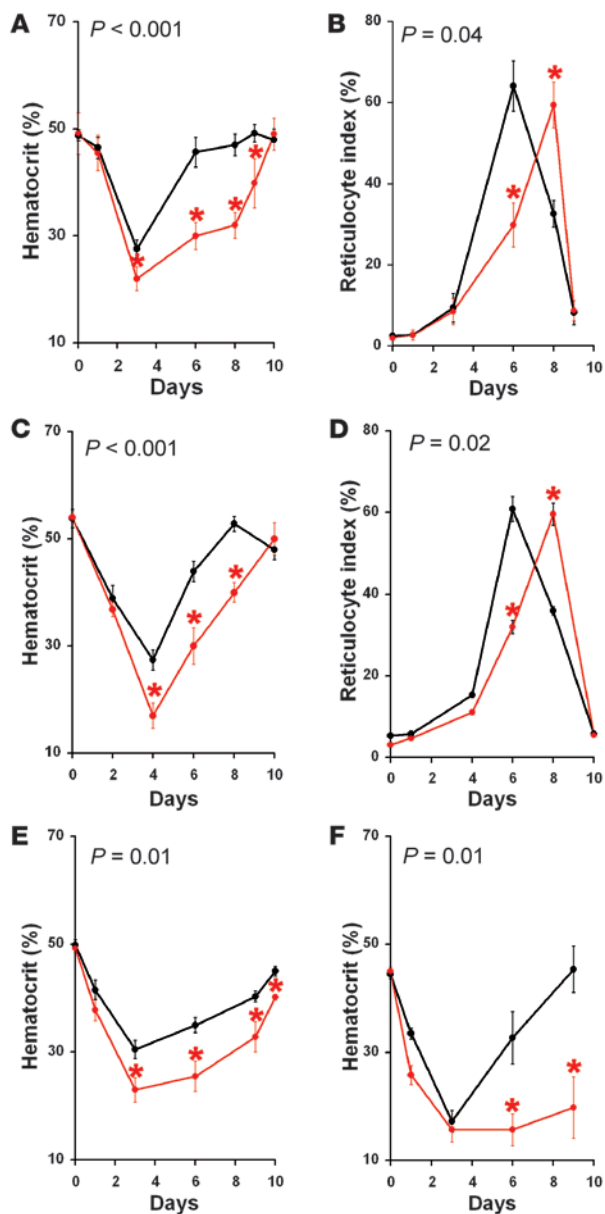 A
P < 0.001
Hematocrit (%)
70
50
30
10
0 2 4 6 8 10
Days
B
P = 0.04
Reticulocyte index (%)
80
60
40
20
0
0 2 4 6 8 10
Days
C
P < 0.001
Hematocrit (%)
70
50
30
10
0 2 4 6 8 10
Days
D
P = 0.02
Reticulocyte index (%)
80
60
40
20
0
0 2 4 6 8 10
Days
E
P = 0.01
Hematocrit (%)
70
50
30
10
0 2 4 6 8 10
Days
F
P = 0.01
Hematocrit (%)
70
50
30
10
0 2 4 6 8 10
Days